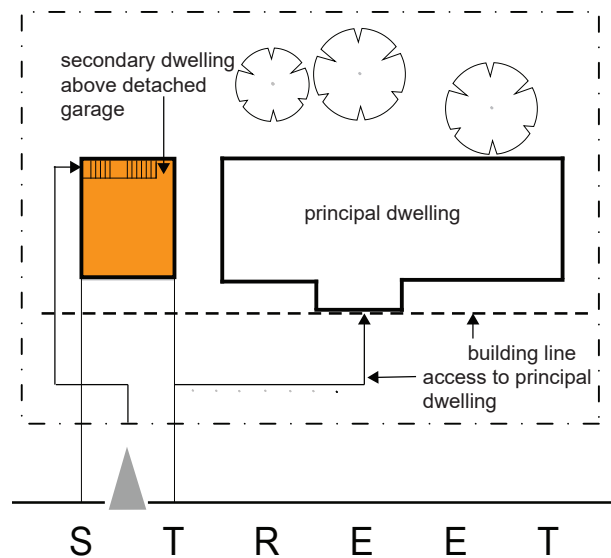 secondary dwelling
above detached
garage
principal dwelling
building line
access to principal
dwelling
S T R E E T